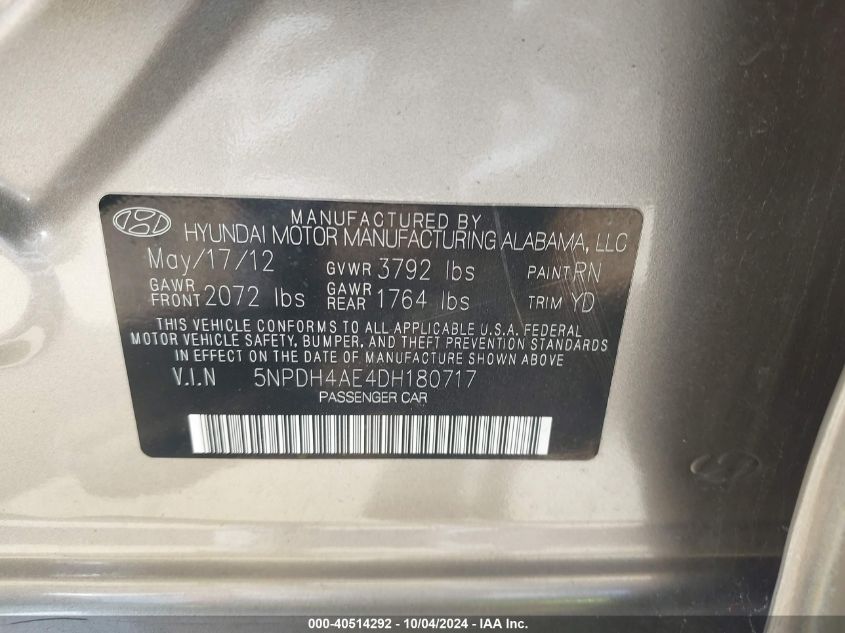 MANUFACTURED BY
HYUNDAI MOTOR MANUFACTURING ALABAMA, LLC
May/17/12 GVWR 3792 lbs PAINT RN
GAWR FRONT 2072 lbs GAWR REAR 1764 lbs TRIM YD
THIS VEHICLE CONFORMS TO ALL APPLICABLE U.S.A. FEDERAL
MOTOR VEHICLE SAFETY, BUMPER, AND THEFT PREVENTION STANDARDS
IN EFFECT ON THE DATE OF MANUFACTURE SHOWN ABOVE
V.I.N 5NPDH4AE4DH180717
PASSENGER CAR
000-40514292 - 10/04/2024 - IAA Inc.